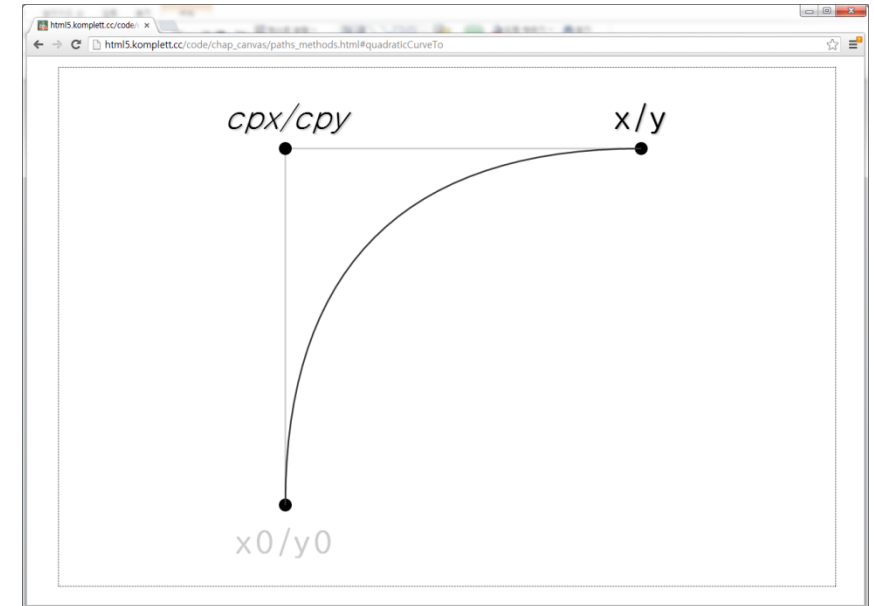 html5.komplett.cc/code/
html5.komplett.cc/code/chap_canvas/paths_methods.html#quadraticCurveTo
cpx/cpy
x/y
x0/y0